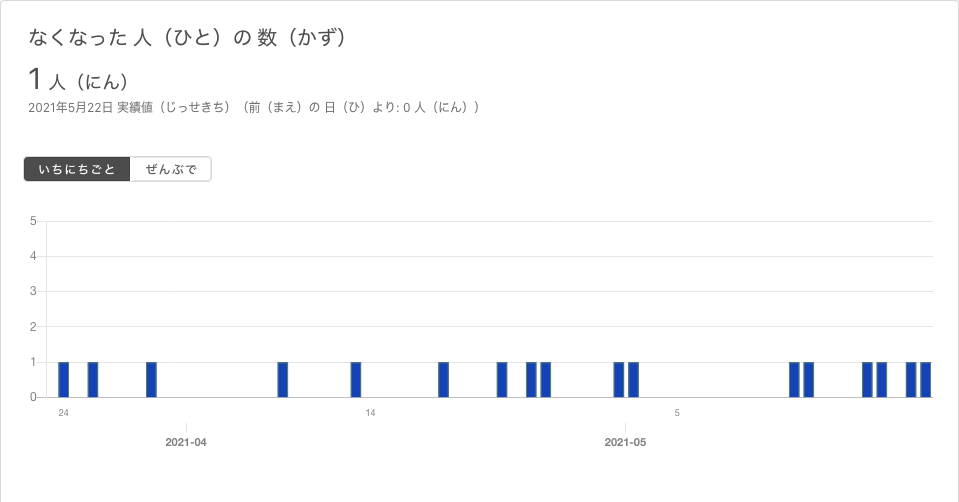 なくなった 人（ひと）の 数（かず）
1 人（にん）
2021年5月22日 実績値（じっせきち）（前（まえ）の 日（ひ）より: 0 人（にん））
いちにちごと ぜんぶで
5
4
3
2
1
0
24 14 5
2021-04 2021-05